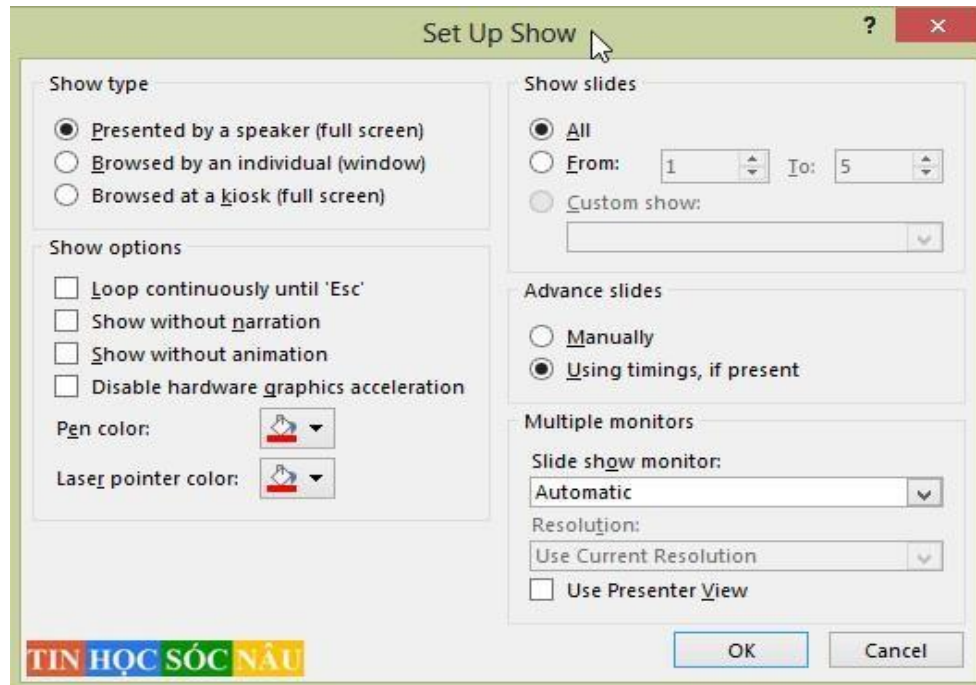 Set Up Show
?
Show type
Presented by a speaker (full screen)
Browsed by an individual (window)
Browsed at a kiosk (full screen)
Show options
Loop continuously until 'Esc'
Show without narration
Show without animation
Disable hardware graphics acceleration
Pen color:
Laser pointer color:
Show slides
All
From: 1 To: 5
Custom show:
Advance slides
Manually
Using timings, if present
Multiple monitors
Slide show monitor:
Automatic
Resolution:
Use Current Resolution
Use Presenter View
TIN HỌC SÓC NÂU
OK Cancel